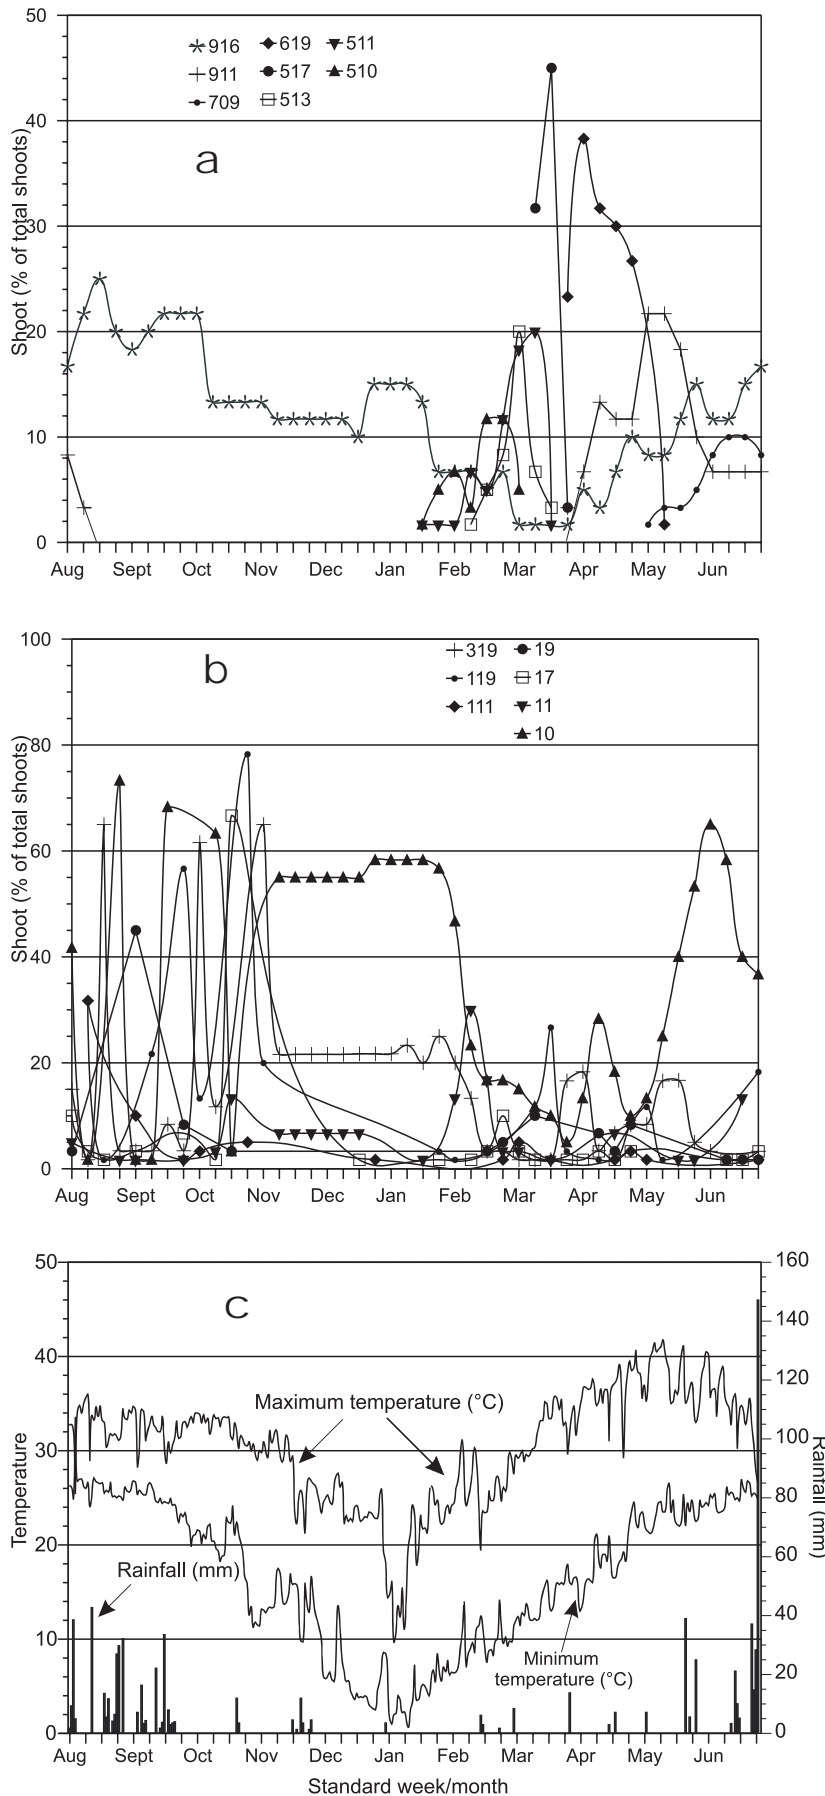 50
40
30
20
10
0
Shoot (% of total shoots)
916 619 511
911 517 510
709 513
a
Aug Sept Oct Nov Dec Jan Feb Mar Apr May Jun
100
80
60
40
20
0
Shoot (% of total shoots)
b
319 19
119 17
111 11
10
Aug Sept Oct Nov Dec Jan Feb Mar Apr May Jun
50
40
30
20
10
0
Temperature
c
Maximum temperature (°C)
Rainfall (mm)
Minimum
temperature (°C)
160
140
120
100
80
60
40
20
0
Rainfall (mm)
Aug Sept Oct Nov Dec Jan Feb Mar Apr May Jun
Standard week/month